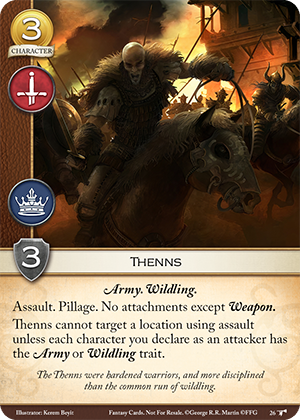 3
CHARACTER
3
THENNS
Army. Wildling.
Assault. Pillage. No attachments except Weapon.
Thenns cannot target a location using assault
unless each character you declare as an attacker has
the Army or Wildling trait.
The Thenns were hardened warriors, and more disciplined
than the common run of wildling.
Illustrator: Kerem Beyit Fantasy Cards. Not For Resale. ©George R.R. Martin ©FFG 26